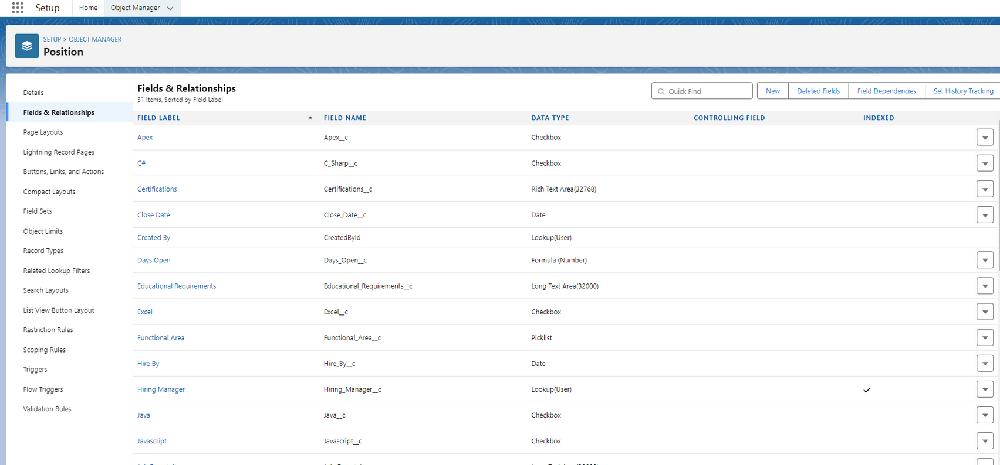 Setup Home Object Manager
SETUP > OBJECT MANAGER
Position
Details
Fields & Relationships
Page Layouts
Lightning Record Pages
Buttons, Links, and Actions
Compact Layouts
Field Sets
Object Limits
Record Types
Related Lookup Filters
Search Layouts
List View Button Layout
Restriction Rules
Scoping Rules
Triggers
Flow Triggers
Validation Rules
Fields & Relationships
31 Items, Sorted by Field Label
Quick Find New Deleted Fields Field Dependencies Set History Tracking
FIELD LABEL FIELD NAME DATA TYPE CONTROLLING FIELD INDEXED
Apex Apex__c Checkbox
C# C_Sharp__c Checkbox
Certifications Certifications__c Rich Text Area(32768)
Close Date Close_Date__c Date
Created By CreatedById Lookup(User)
Days Open Days_Open__c Formula (Number)
Educational Requirements Educational_Requirements__c Long Text Area(32000)
Excel Excel__c Checkbox
Functional Area Functional_Area__c Picklist
Hire By Hire_By__c Date
Hiring Manager Hiring_Manager__c Lookup(User)
Java Java__c Checkbox
Javascript Javascript__c Checkbox